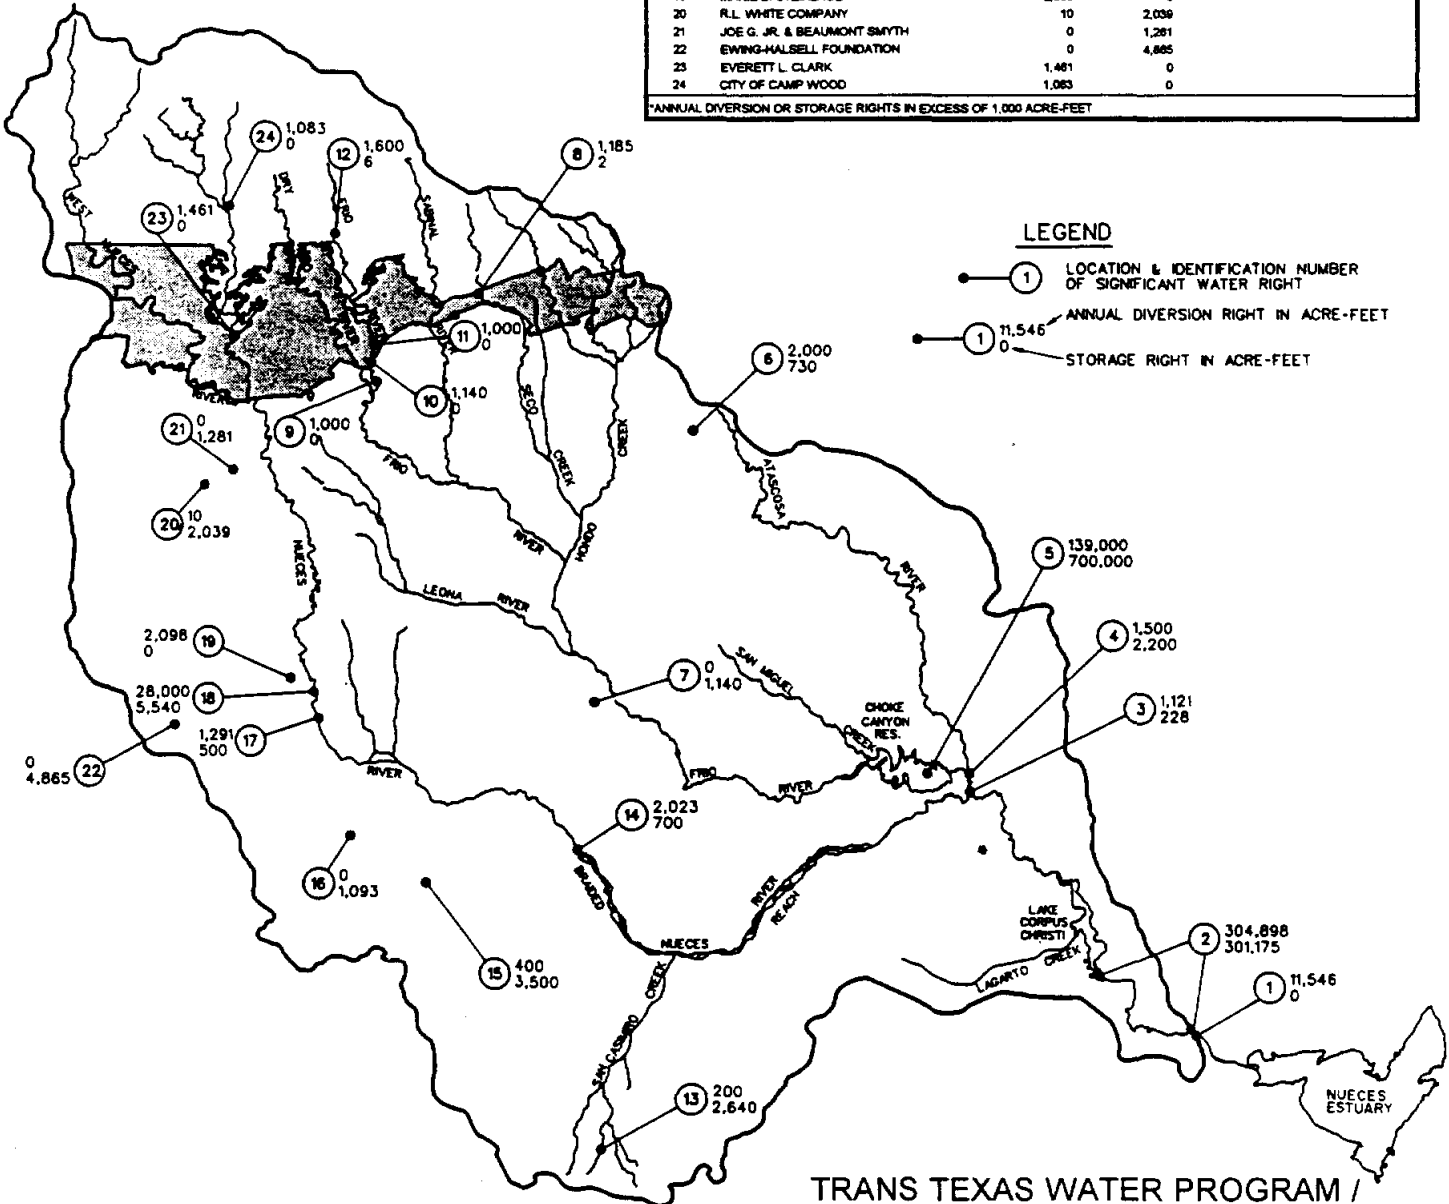 20 R.L. WHITE COMPANY 10 2,039
21 JOE G. JR. & BEAUMONT SMYTH 0 1,281
22 EWING-HALSELL FOUNDATION 0 4,865
23 EVERETT L. CLARK 1,461 0
24 CITY OF CAMP WOOD 1,083 0
*ANNUAL DIVERSION OR STORAGE RIGHTS IN EXCESS OF 1,000 ACRE-FEET
24 1,083
0
12 1,600
6
8 1,185
2
WEST
DRY
FRIO
SABINAL
23 1,461
0
NUECES
LEGEND
1 LOCATION & IDENTIFICATION NUMBER
OF SIGNIFICANT WATER RIGHT
1 11,546 ANNUAL DIVERSION RIGHT IN ACRE-FEET
0 STORAGE RIGHT IN ACRE-FEET
RIVER
RIVER
11 1,000
0
6 2,000
730
10 1,140
0
RIVER
SECO
CREEK
CREEK
21 0
1,281
9 1,000
0
FRIO
RIVER
HONDO
ATASCOSA
RIVER
20 10
2,039
NUECES
5 139,000
700,000
LEONA RIVER
4 1,500
2,200
2,098
0 19
SAN MIGUEL
CREEK
7 0
1,140
28,000
5,540 18
CHOKE
CANYON
RES.
3 1,121
228
1,291
500 17
0
4,865 22
RIVER
FRIO RIVER
14 2,023
700
16 0
1,093
BRAIDED
RIVER
REACH
NUECES
LAKE
CORPUS
CHRISTI
2 304,898
301,175
15 400
3,500
CREEK
LAGARTO CREEK
1 11,546
0
SAN CASIMIRO
13 200
2,640
NUECES
ESTUARY
TRANS TEXAS WATER PROGRAM /